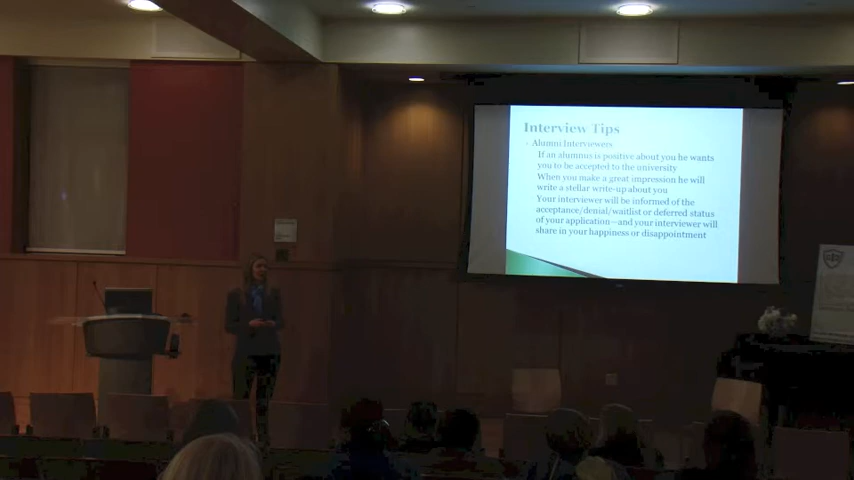 Interview Tips
Alumni Interviewers
If an alumnus is positive about you he wants
you to be accepted to the university
When you make a great impression he will
write a stellar write-up about you
Your interviewer will be informed of the
acceptance/denial/waitlist or deferred status
of your application—and your interviewer will
share in your happiness or disappointment